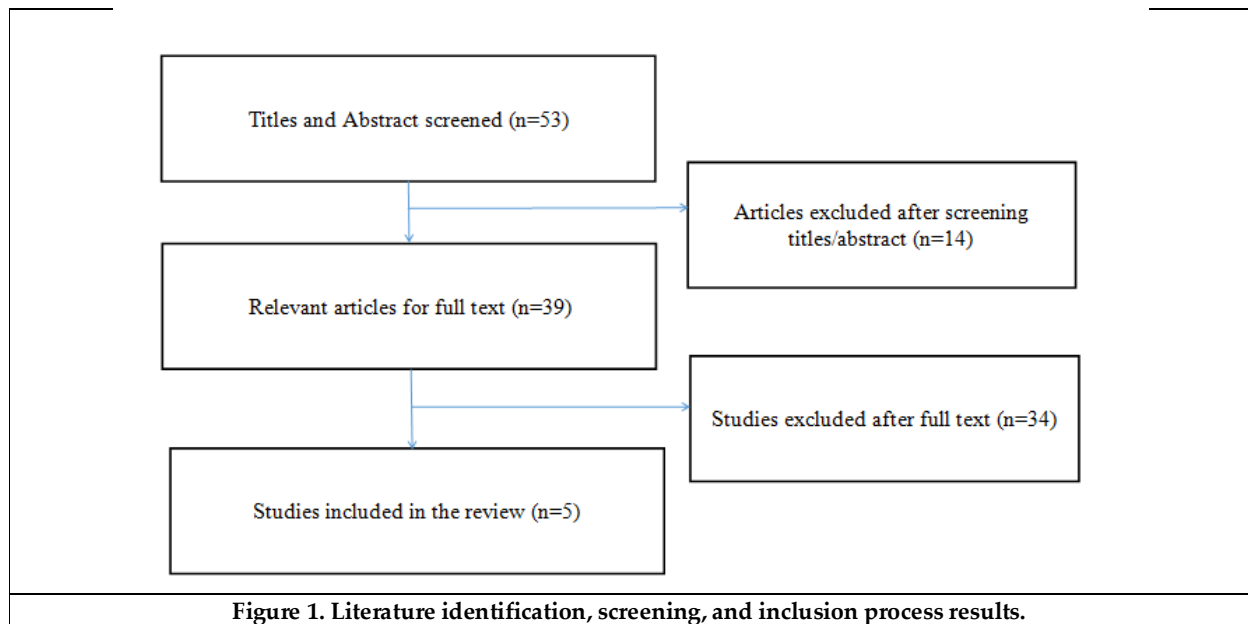 Titles and Abstract screened (n=53)
Articles excluded after screening
titles/abstract (n=14)
Relevant articles for full text (n=39)
Studies excluded after full text (n=34)
Studies included in the review (n=5)
Figure 1. Literature identification, screening, and inclusion process results.